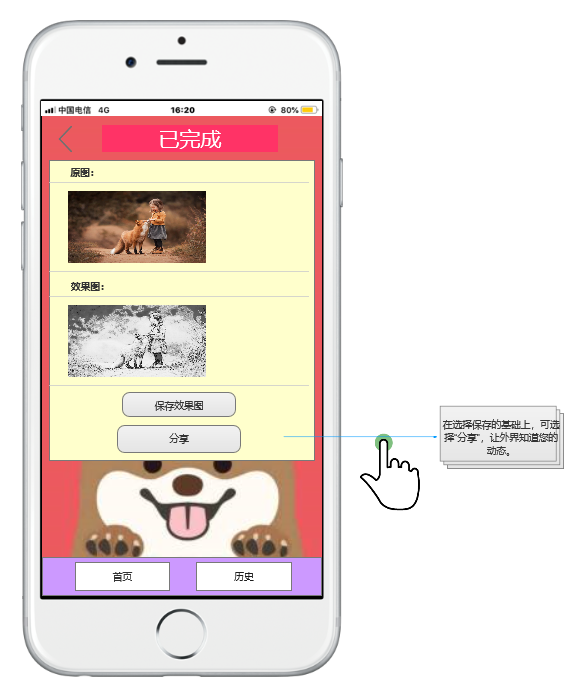 中国电信 4G 16:20 80%
已完成
原图：
效果图：
保存效果图
分享
在选择保存的基础上，可选
择“分享”，让外界知道您的
动态。
首页 历史